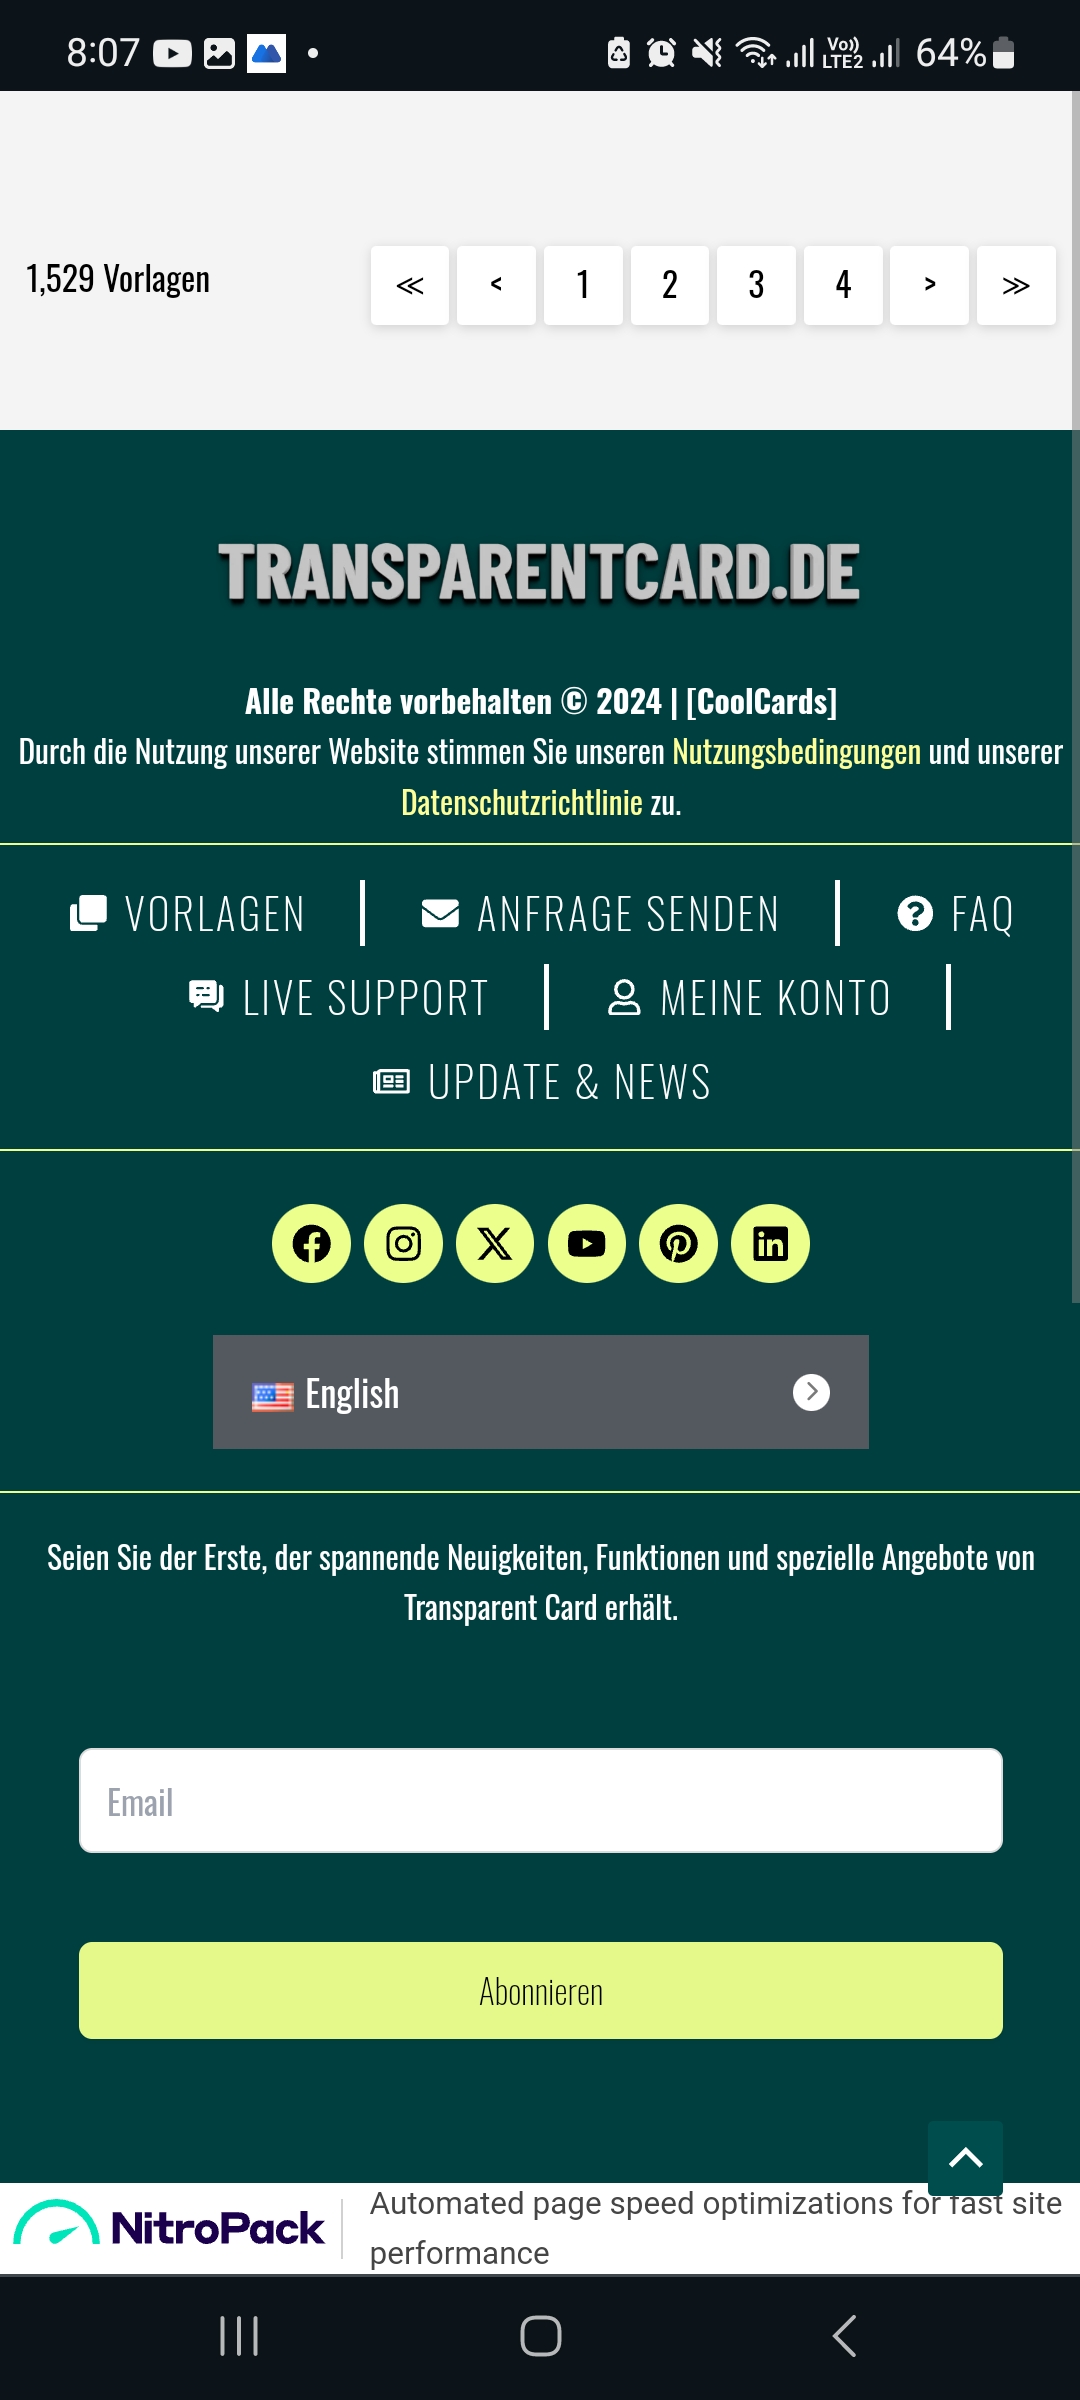 8:07 Vo)) LTE2 64%
1,529 Vorlagen ≪ < 1 2 3 4 > ≫
TRANSPARENTCARD.DE
Alle Rechte vorbehalten © 2024 | [CoolCards]
Durch die Nutzung unserer Website stimmen Sie unseren Nutzungsbedingungen und unserer
Datenschutzrichtlinie zu.
VORLAGEN | ANFRAGE SENDEN | FAQ
LIVE SUPPORT | MEINE KONTO |
UPDATE & NEWS
English
Seien Sie der Erste, der spannende Neuigkeiten, Funktionen und spezielle Angebote von
Transparent Card erhält.
Email
Abonnieren
NitroPack
Automated page speed optimizations for fast site
performance